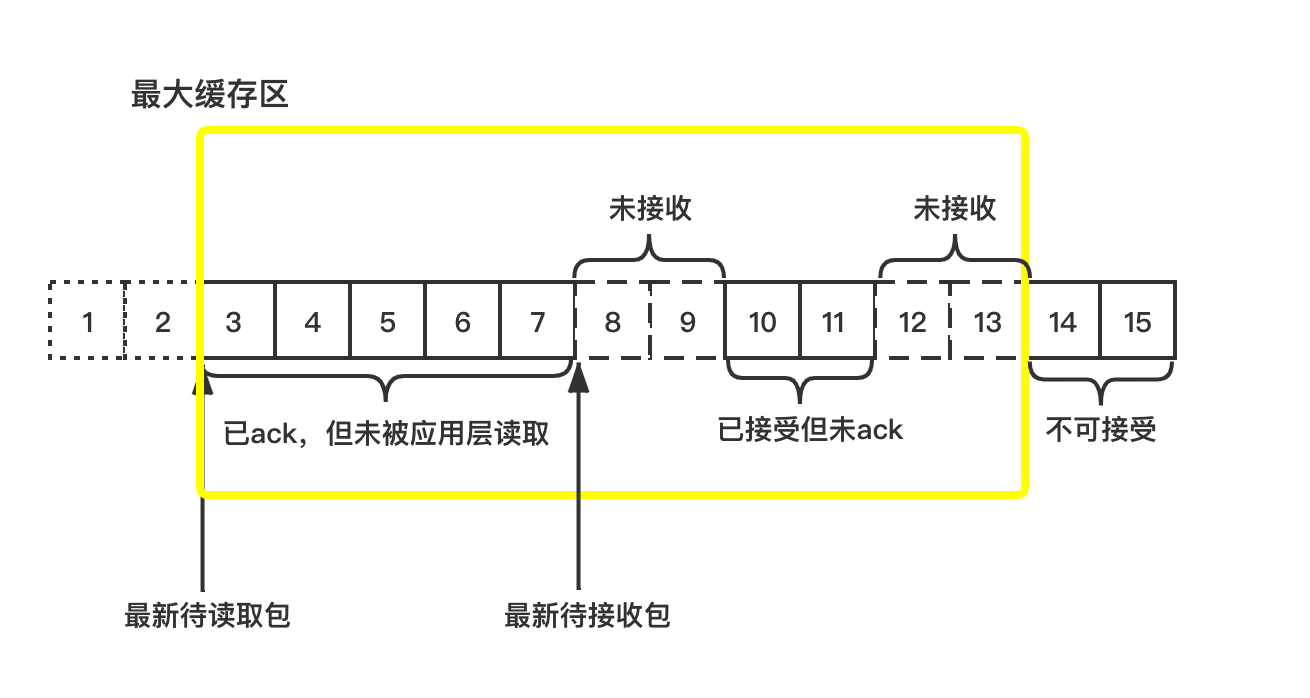 最大缓存区
未接收
未接收
1 2 3 4 5 6 7 8 9 10 11 12 13 14 15
已ack，但未被应用层读取
已接受但未ack
不可接受
最新待读取包
最新待接收包